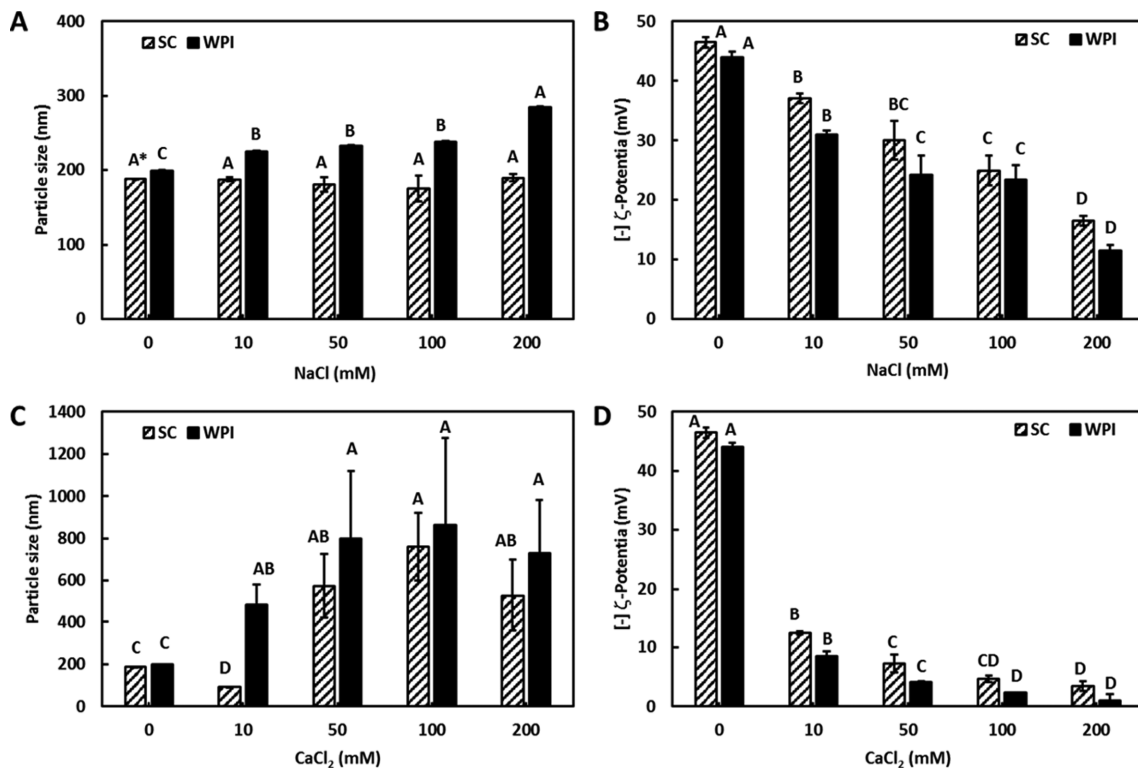 A
SC WPI
Particle size (nm)
400
300
200
100
0
A* C A B A B A B A A
0 10 50 100 200
NaCl (mM)
B
SC WPI
[-] ζ-Potentia (mV)
50
40
30
20
10
0
A A B B BC C C C D D
0 10 50 100 200
NaCl (mM)
C
SC WPI
Particle size (nm)
1400
1200
1000
800
600
400
200
0
C C D AB AB A A A AB A
0 10 50 100 200
CaCl₂ (mM)
D
SC WPI
[-] ζ-Potentia (mV)
50
40
30
20
10
0
A A B B C C CD D D D
0 10 50 100 200
CaCl₂ (mM)